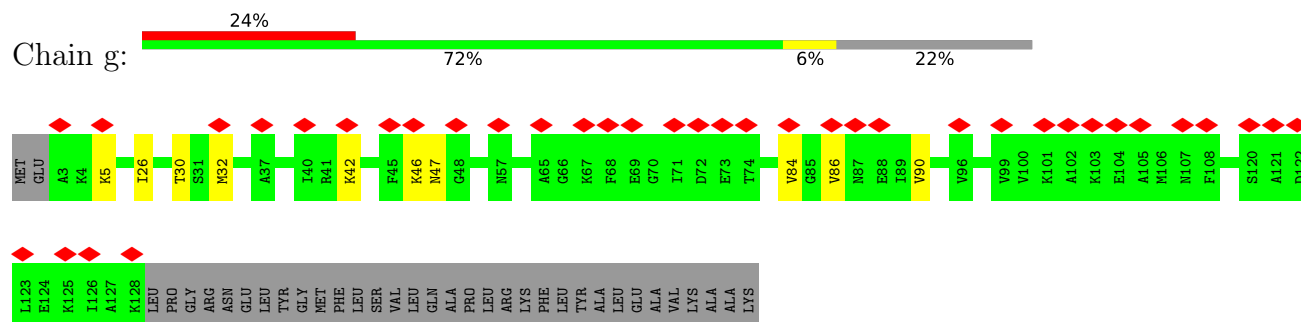 24%
Chain g:
72% 6% 22%
MET GLU A3 K4 K5 I26 T30 S31 M32 A37 I40 R41 K42 F45 K46 N47 G48 N57 A65 G66 K67 F68 E69 G70 I71 D72 E73 T74 V84 G85 V86 N87 E88 I89 V90 V96 V99 V100 K101 A102 K103 E104 A105 M106 N107 F108 S120 A121 D122
L123 E124 K125 I126 A127 K128 LEU PRO GLY ARG ASN GLU LEU TYR GLY MET PHE LEU SER VAL LEU GLN ALA PRO LEU ARG LYS PHE LEU TYR ALA LEU GLU ALA VAL LYS ALA ALA LYS